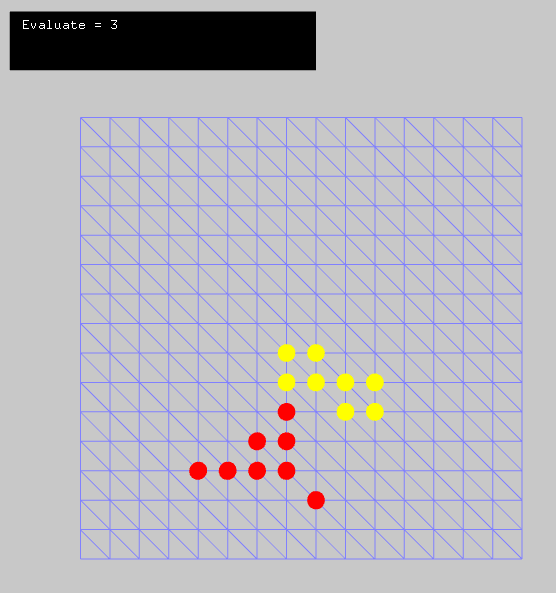 Evaluate = 3